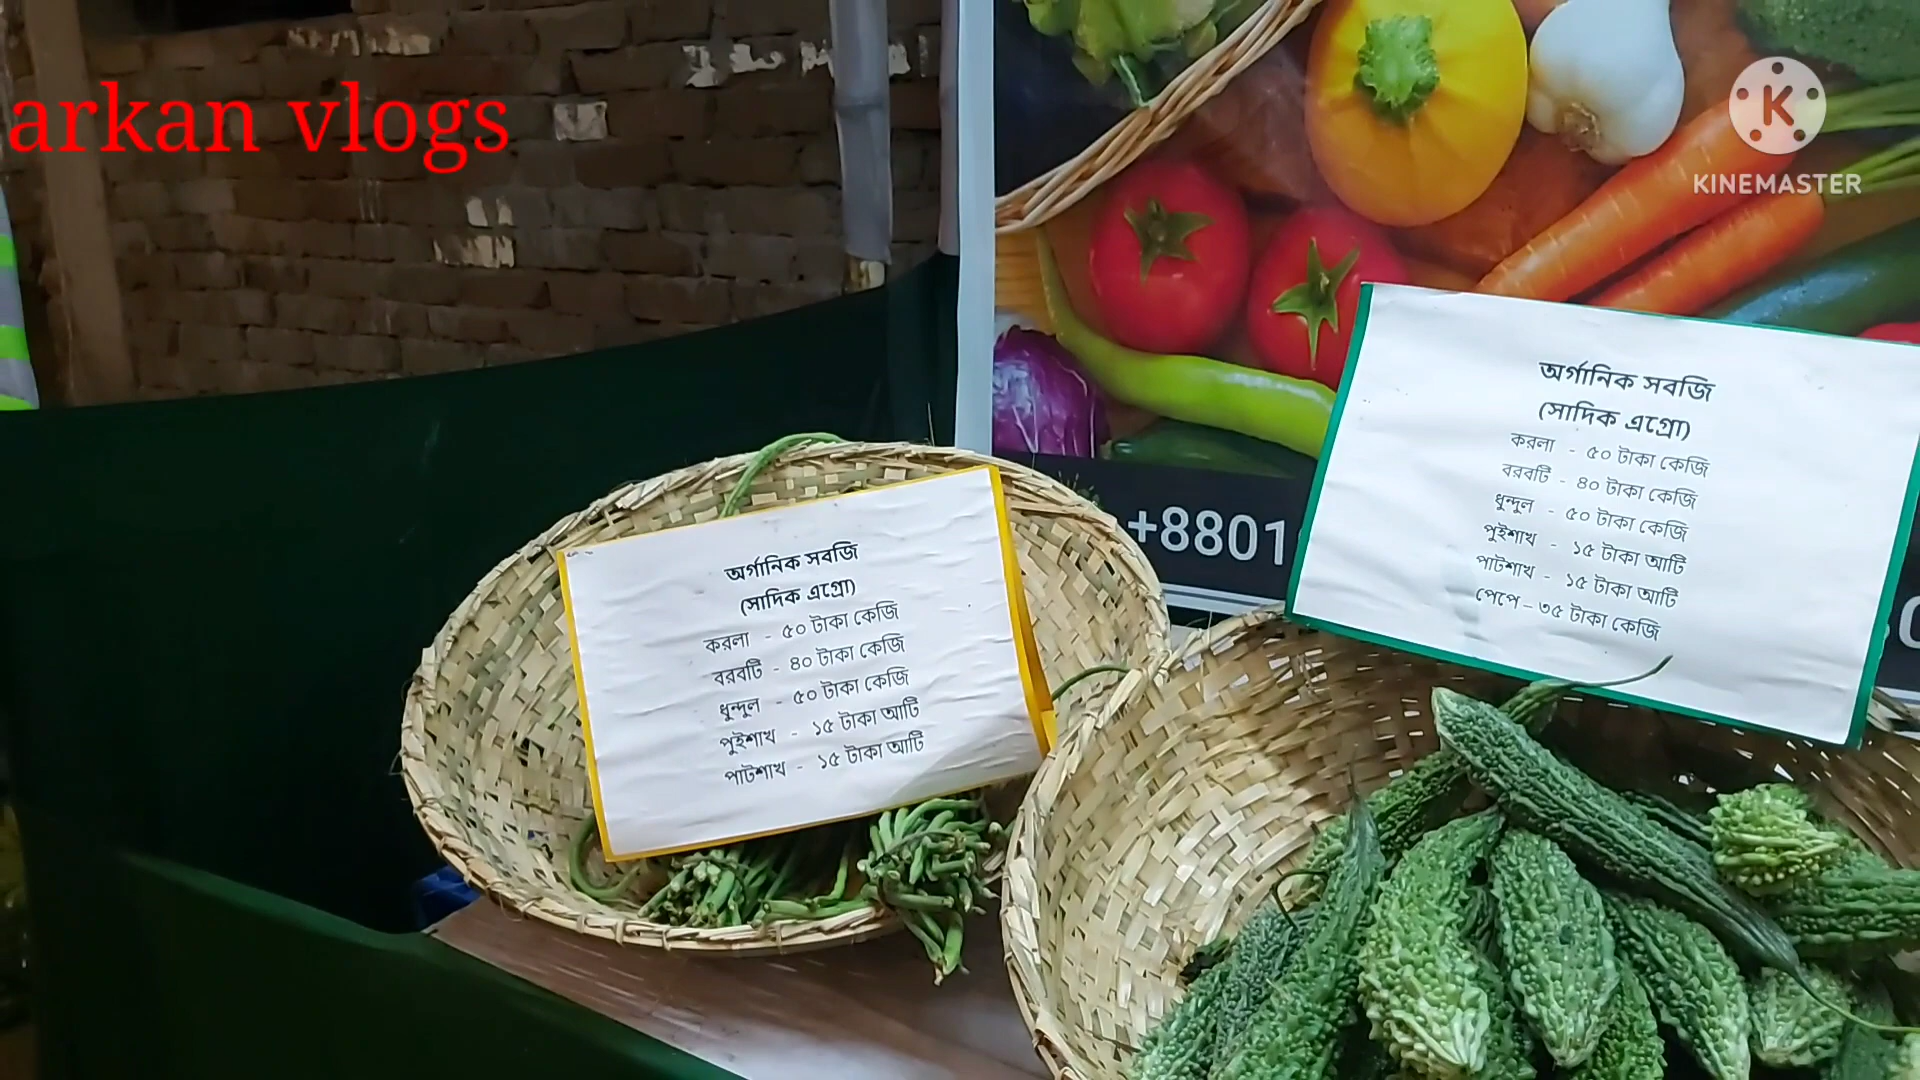 arkan vlogs
KINEMASTER
+8801
অর্গানিক সবজি
(সাদিক এগ্রো)
করলা - ৫০ টাকা কেজি
বরবটি - ৪০ টাকা কেজি
ধুন্দুল - ৫০ টাকা কেজি
পুইশাখ - ১৫ টাকা আটি
পাটশাখ - ১৫ টাকা আটি
অর্গানিক সবজি
(সাদিক এগ্রো)
করলা - ৫০ টাকা কেজি
বরবটি - ৪০ টাকা কেজি
ধুন্দুল - ৫০ টাকা কেজি
পুইশাখ - ১৫ টাকা আটি
পাটশাখ - ১৫ টাকা আটি
পেপে - ৩৫ টাকা কেজি